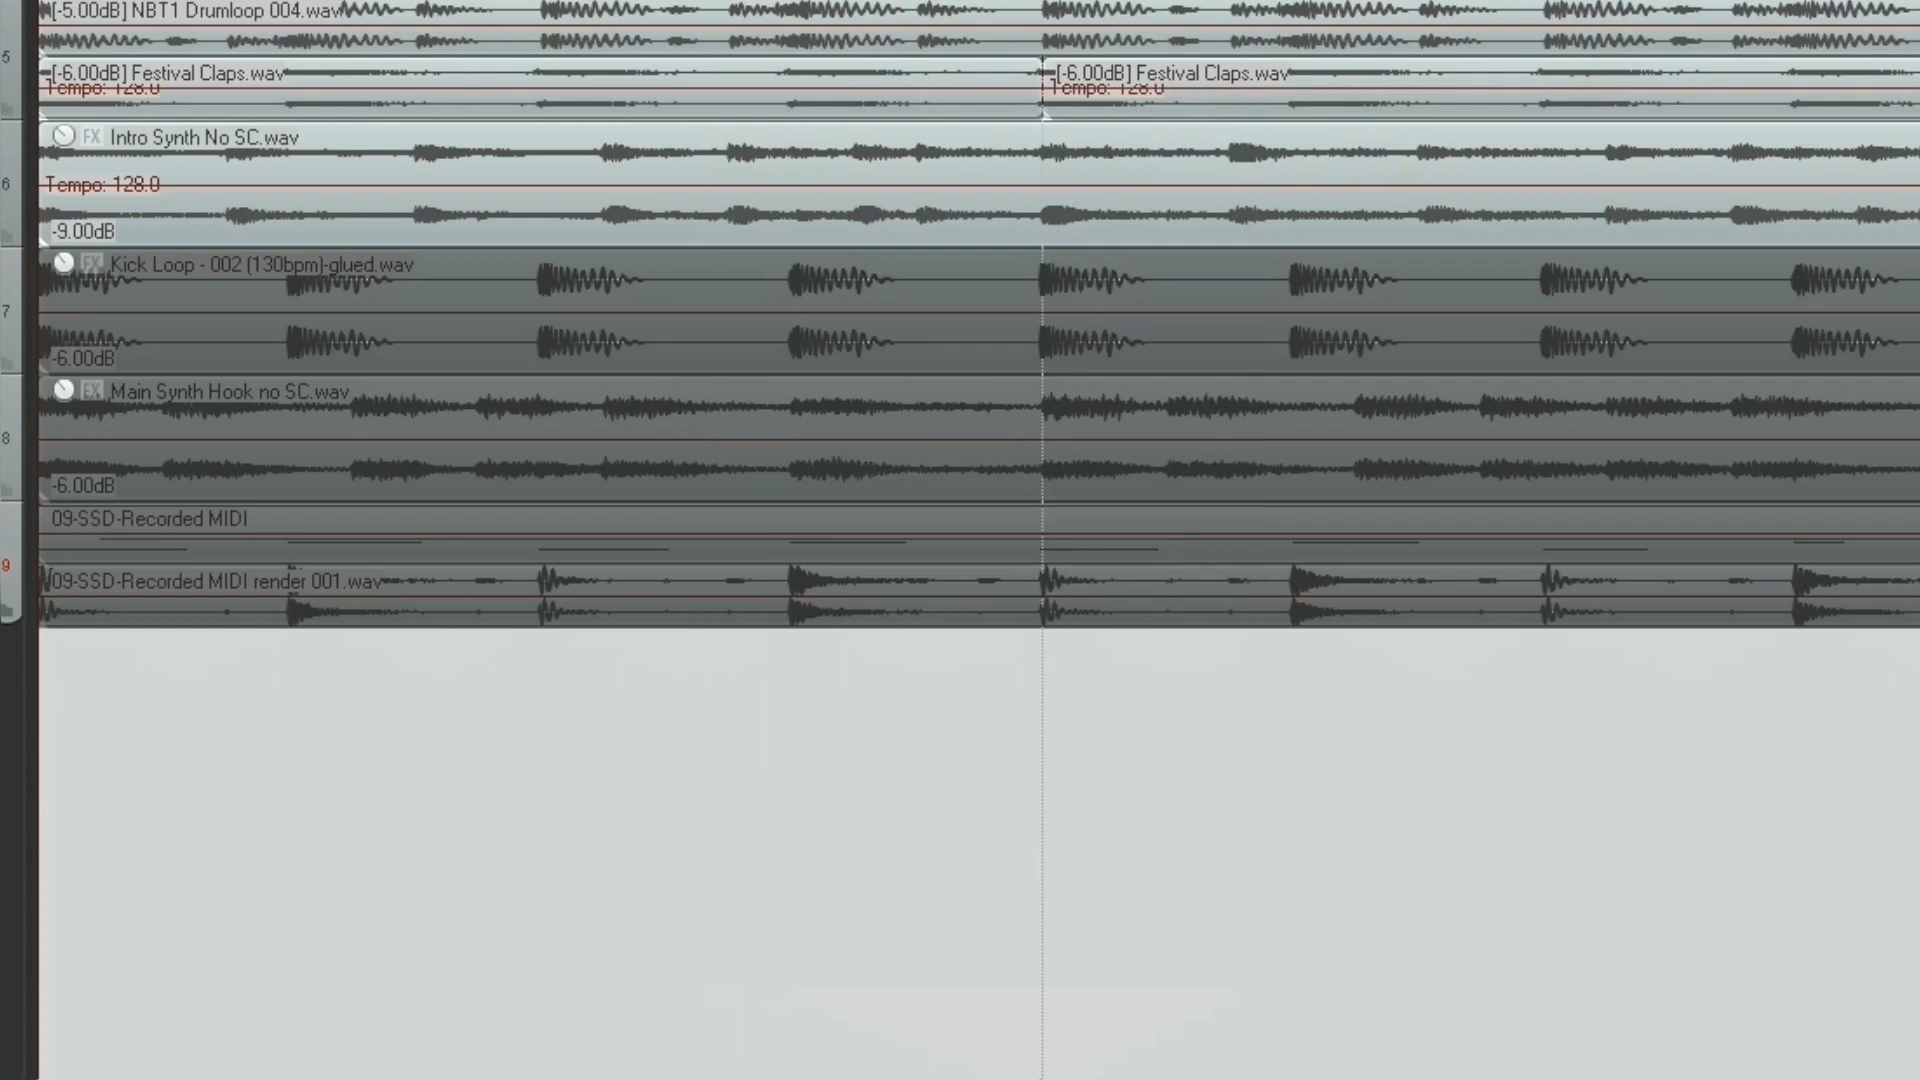 [-5.00dB] NBT1 Drumloop 004.wav
5
[-6.00dB] Festival Claps.wav
[-6.00dB] Festival Claps.wav
Tempo: 128.0
Tempo: 128.0
FX Intro Synth No SC.wav
6
Tempo: 128.0
-9.00dB
FX Kick Loop - 002 (130bpm)-glued.wav
7
-6.00dB
FX Main Synth Hook no SC.wav
8
-6.00dB
09-SSD-Recorded MIDI
9
09-SSD-Recorded MIDI render 001.wav